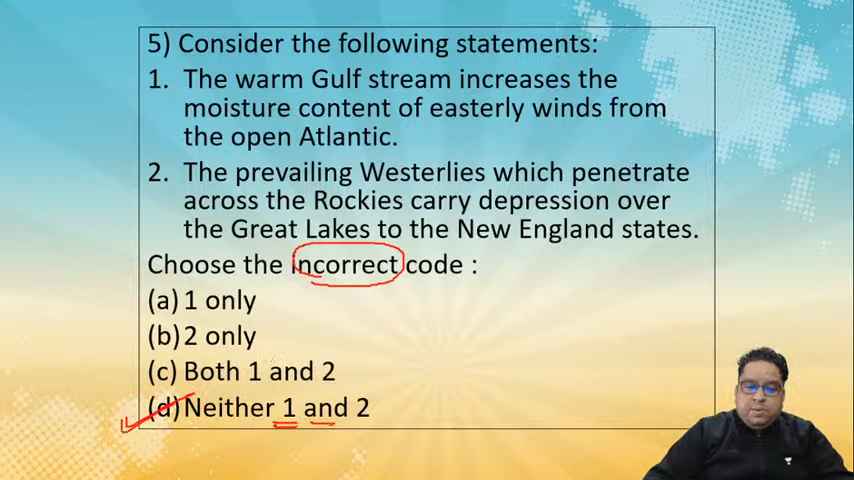 5) Consider the following statements:
1. The warm Gulf stream increases the
moisture content of easterly winds from
the open Atlantic.
2. The prevailing Westerlies which penetrate
across the Rockies carry depression over
the Great Lakes to the New England states.
Choose the incorrect code :
(a) 1 only
(b) 2 only
(c) Both 1 and 2
(d) Neither 1 and 2